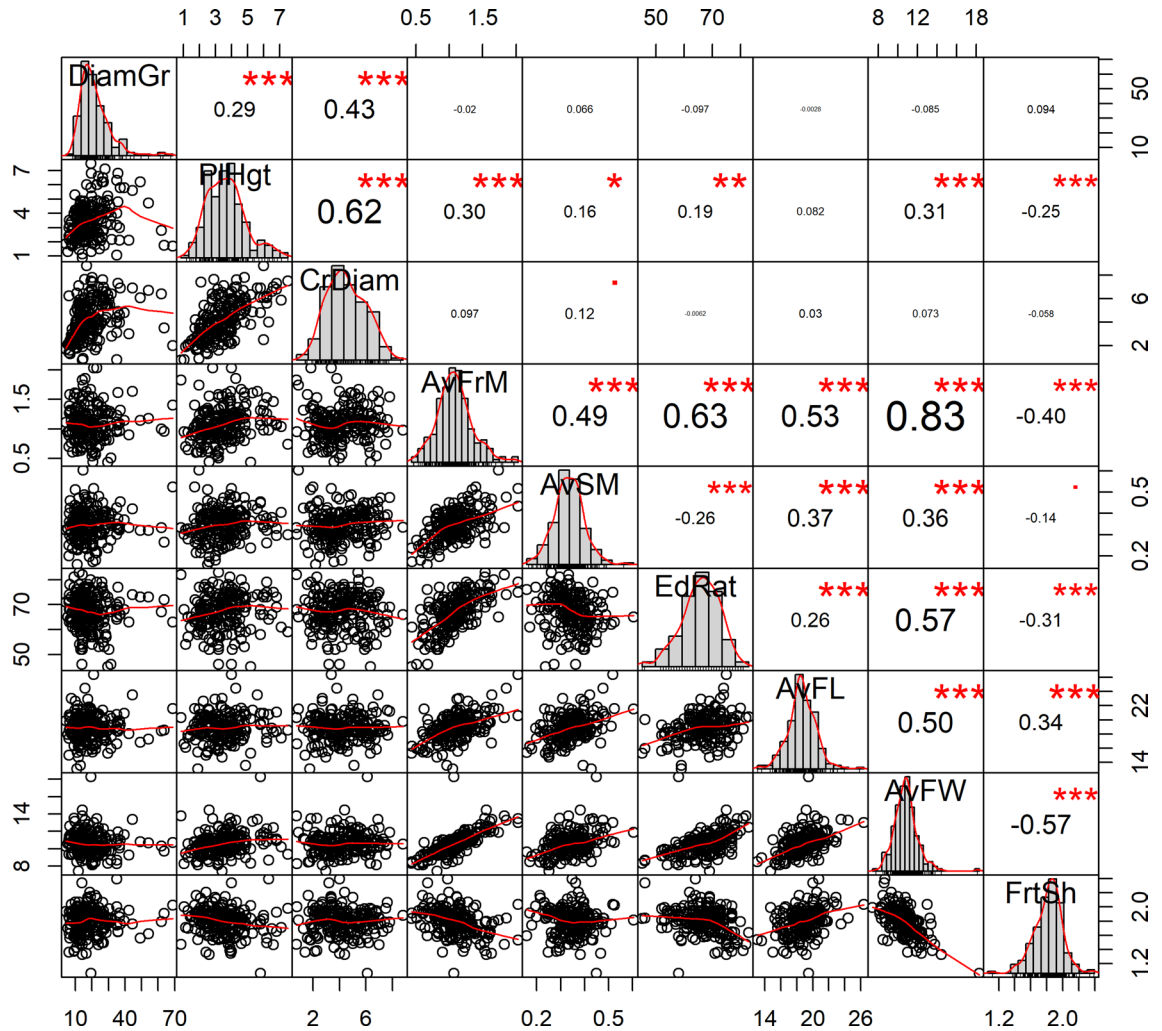 1 3 5 7 0.5 1.5 50 70 8 12 18
DiamGr *** ***
0.29 0.43 -0.02 0.066 -0.097 -0.0026 -0.085 0.094
10 50
PlHgt *** *** * ** *** ***
0.62 0.30 0.16 0.19 0.082 0.31 -0.25
1 4 7
CrDiam .
0.097 0.12 -0.0062 0.03 0.073 -0.058
2 6
AvFrM *** *** *** *** ***
0.49 0.63 0.53 0.83 -0.40
0.5 1.5
AvSM *** *** *** .
-0.26 0.37 0.36 -0.14
0.2 0.5
EdRat *** *** ***
0.26 0.57 -0.31
50 70
AvFL *** ***
0.50 0.34
14 22
AvFW ***
-0.57
8 14
FrtSh
1.2 2.0
10 40 70 2 6 0.2 0.5 14 20 26 1.2 2.0